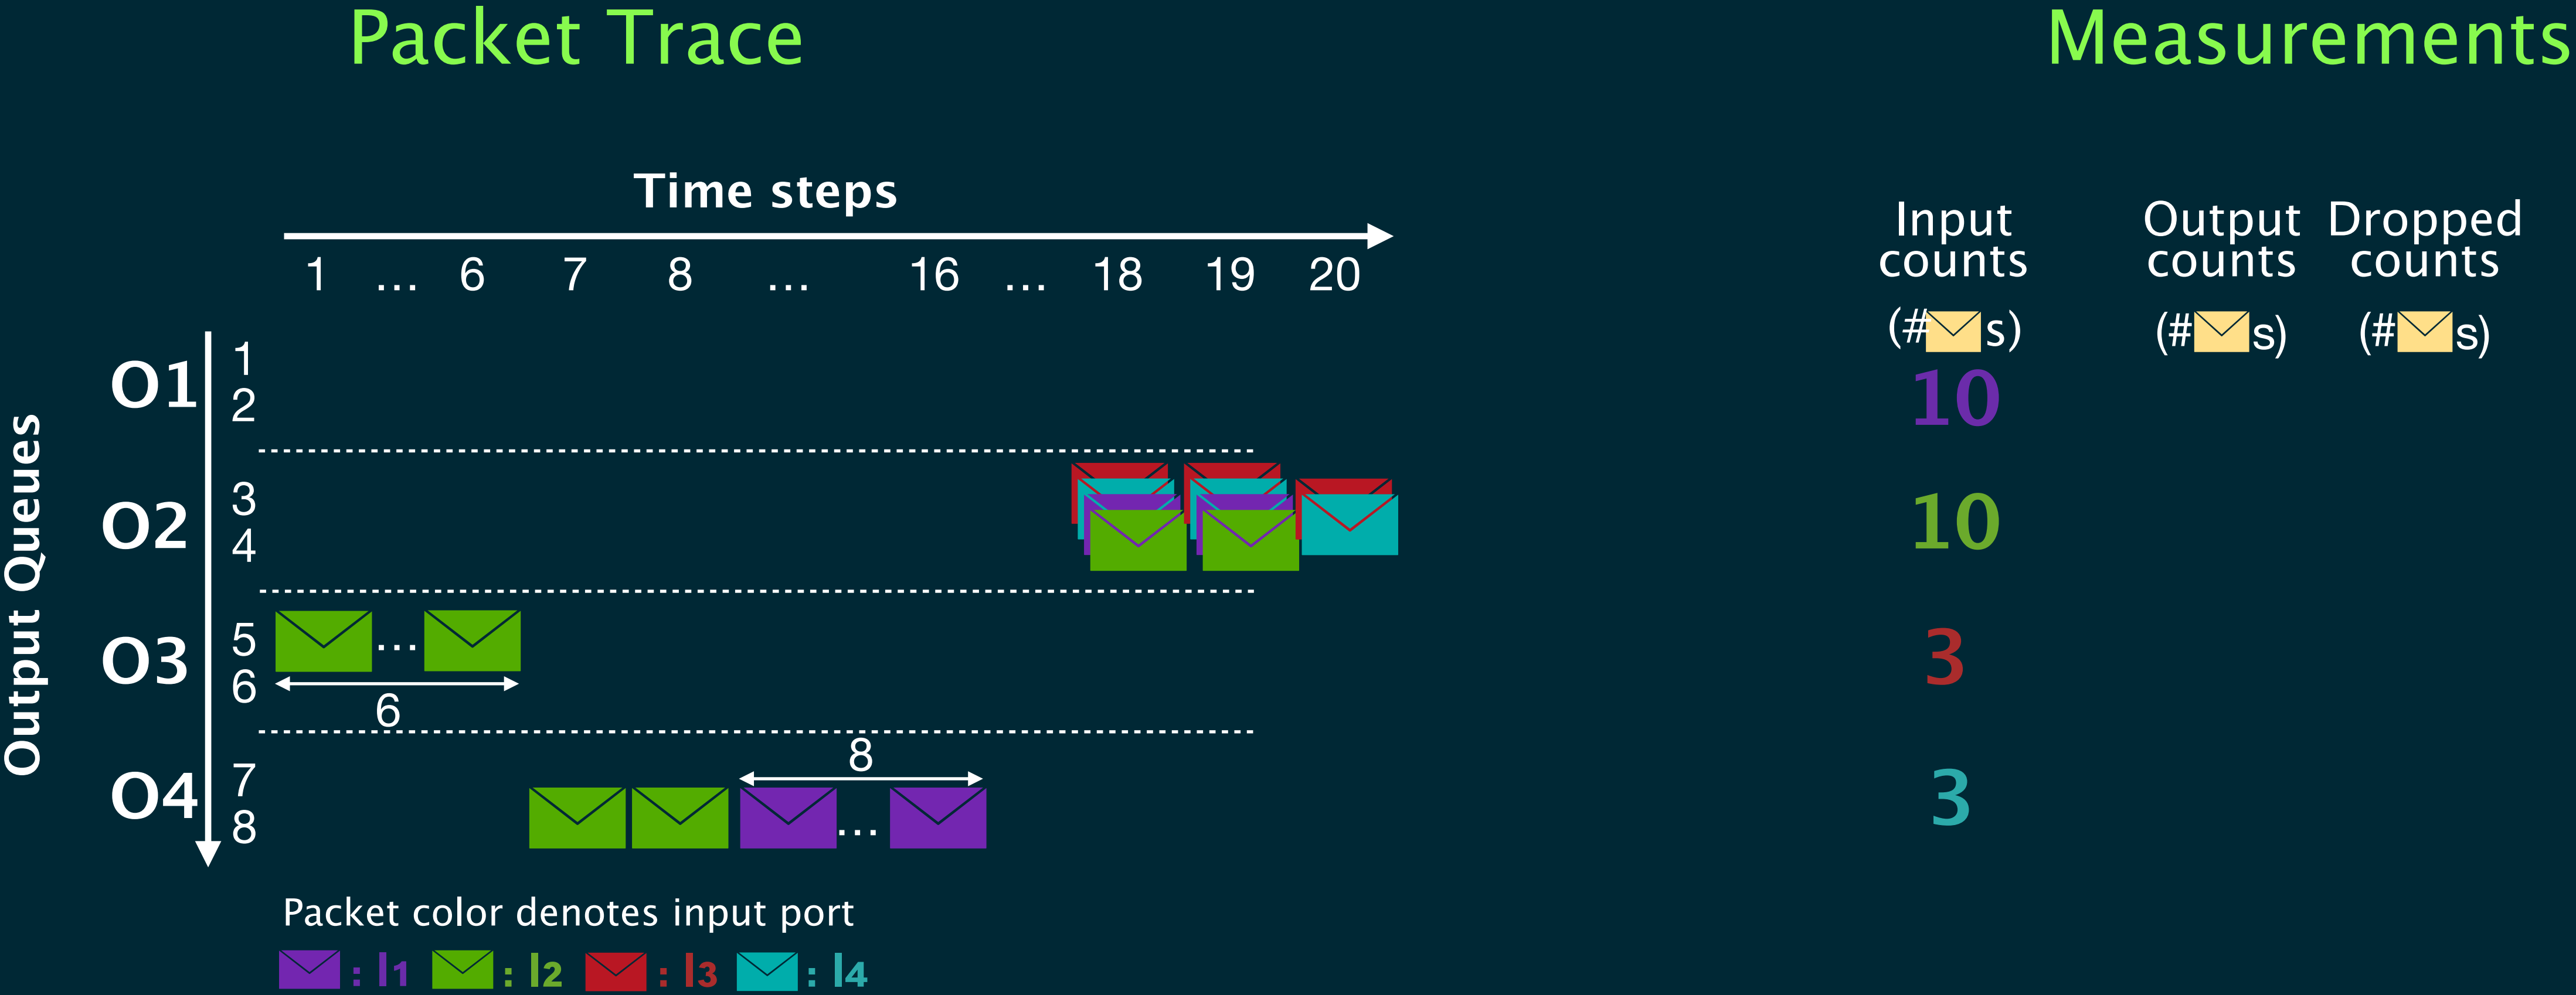 Packet Trace
Measurements
Time steps
1 ... 6 7 8 ... 16 ... 18 19 20
Input counts
(# s)
Output counts
(# s)
Dropped counts
(# s)
Output Queues
O1
1
2
10
O2
3
4
10
O3
5
6
...
6
3
O4
7
8
8
...
3
Packet color denotes input port
: I1 : I2 : I3 : I4